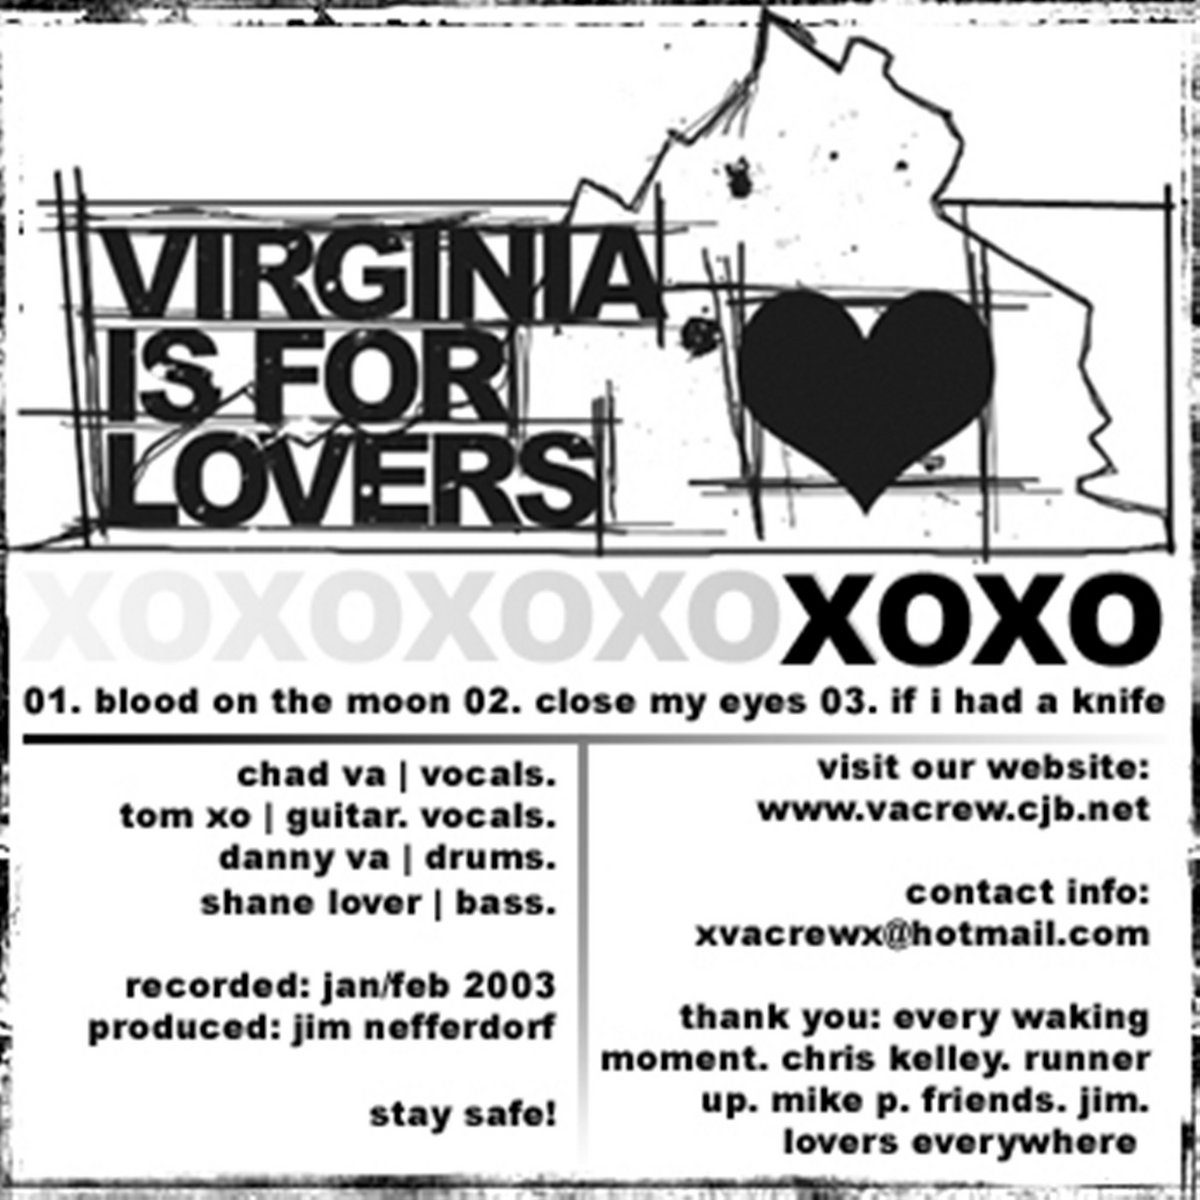 VIRGINIA
IS FOR
LOVERS
XOXOXOXOXOXO
01. blood on the moon 02. close my eyes 03. if i had a knife
chad va | vocals.
tom xo | guitar. vocals.
danny va | drums.
shane lover | bass.
recorded: jan/feb 2003
produced: jim nefferdorf
stay safe!
visit our website:
www.vacrew.cjb.net
contact info:
xvacrewx@hotmail.com
thank you: every waking
moment. chris kelley. runner
up. mike p. friends. jim.
lovers everywhere